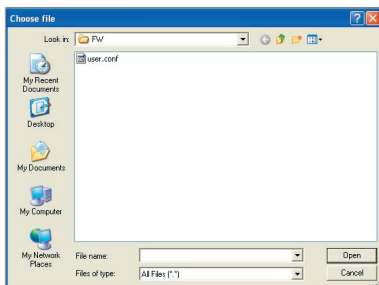 Choose file
Look in:
FW
user.conf
My Recent
Documents
Desktop
My Documents
My Computer
My Network
Places
File name:
Open
Files of type:
All Files (*.*)
Cancel